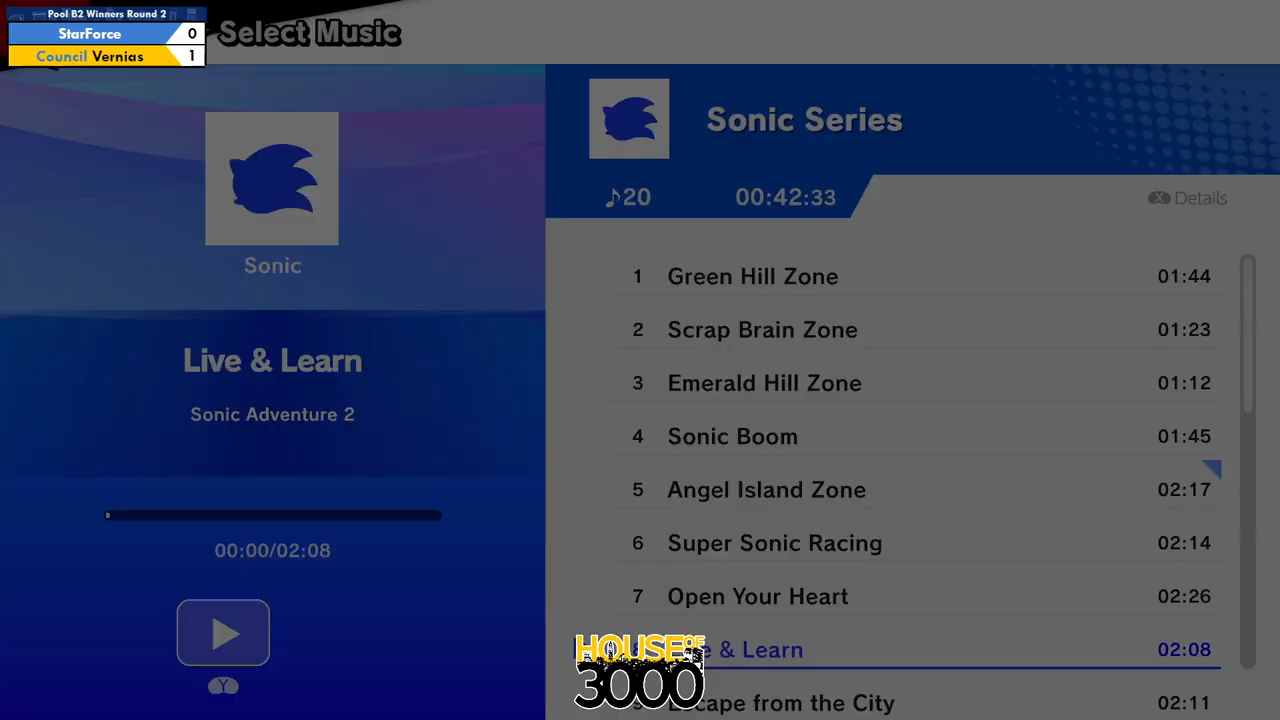 Pool B2 Winners Round 2
StarForce 0
Council Vernias 1
Select Music
Sonic
Live & Learn
Sonic Adventure 2
00:00/02:08
Y
Sonic Series
♪20 00:42:33
X Details
1 Green Hill Zone 01:44
2 Scrap Brain Zone 01:23
3 Emerald Hill Zone 01:12
4 Sonic Boom 01:45
5 Angel Island Zone 02:17
6 Super Sonic Racing 02:14
7 Open Your Heart 02:26
& Learn 02:08
from the City 02:11
HOUSE OF
3000